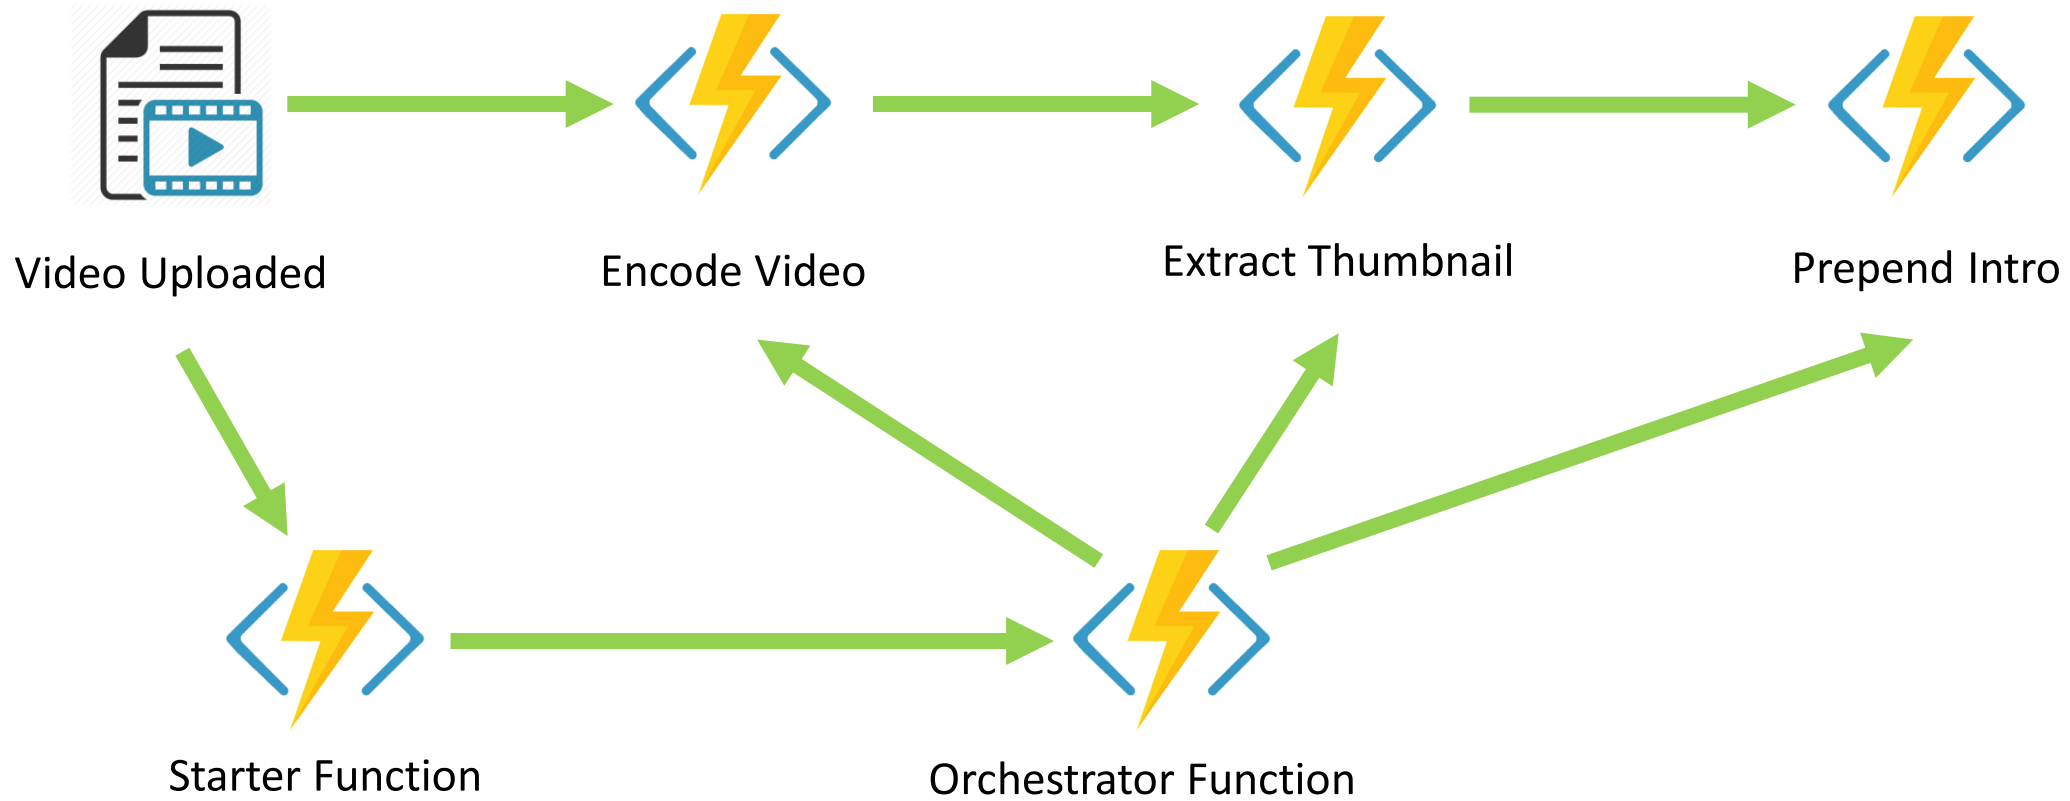 Video Uploaded
Encode Video
Extract Thumbnail
Prepend Intro
Starter Function
Orchestrator Function